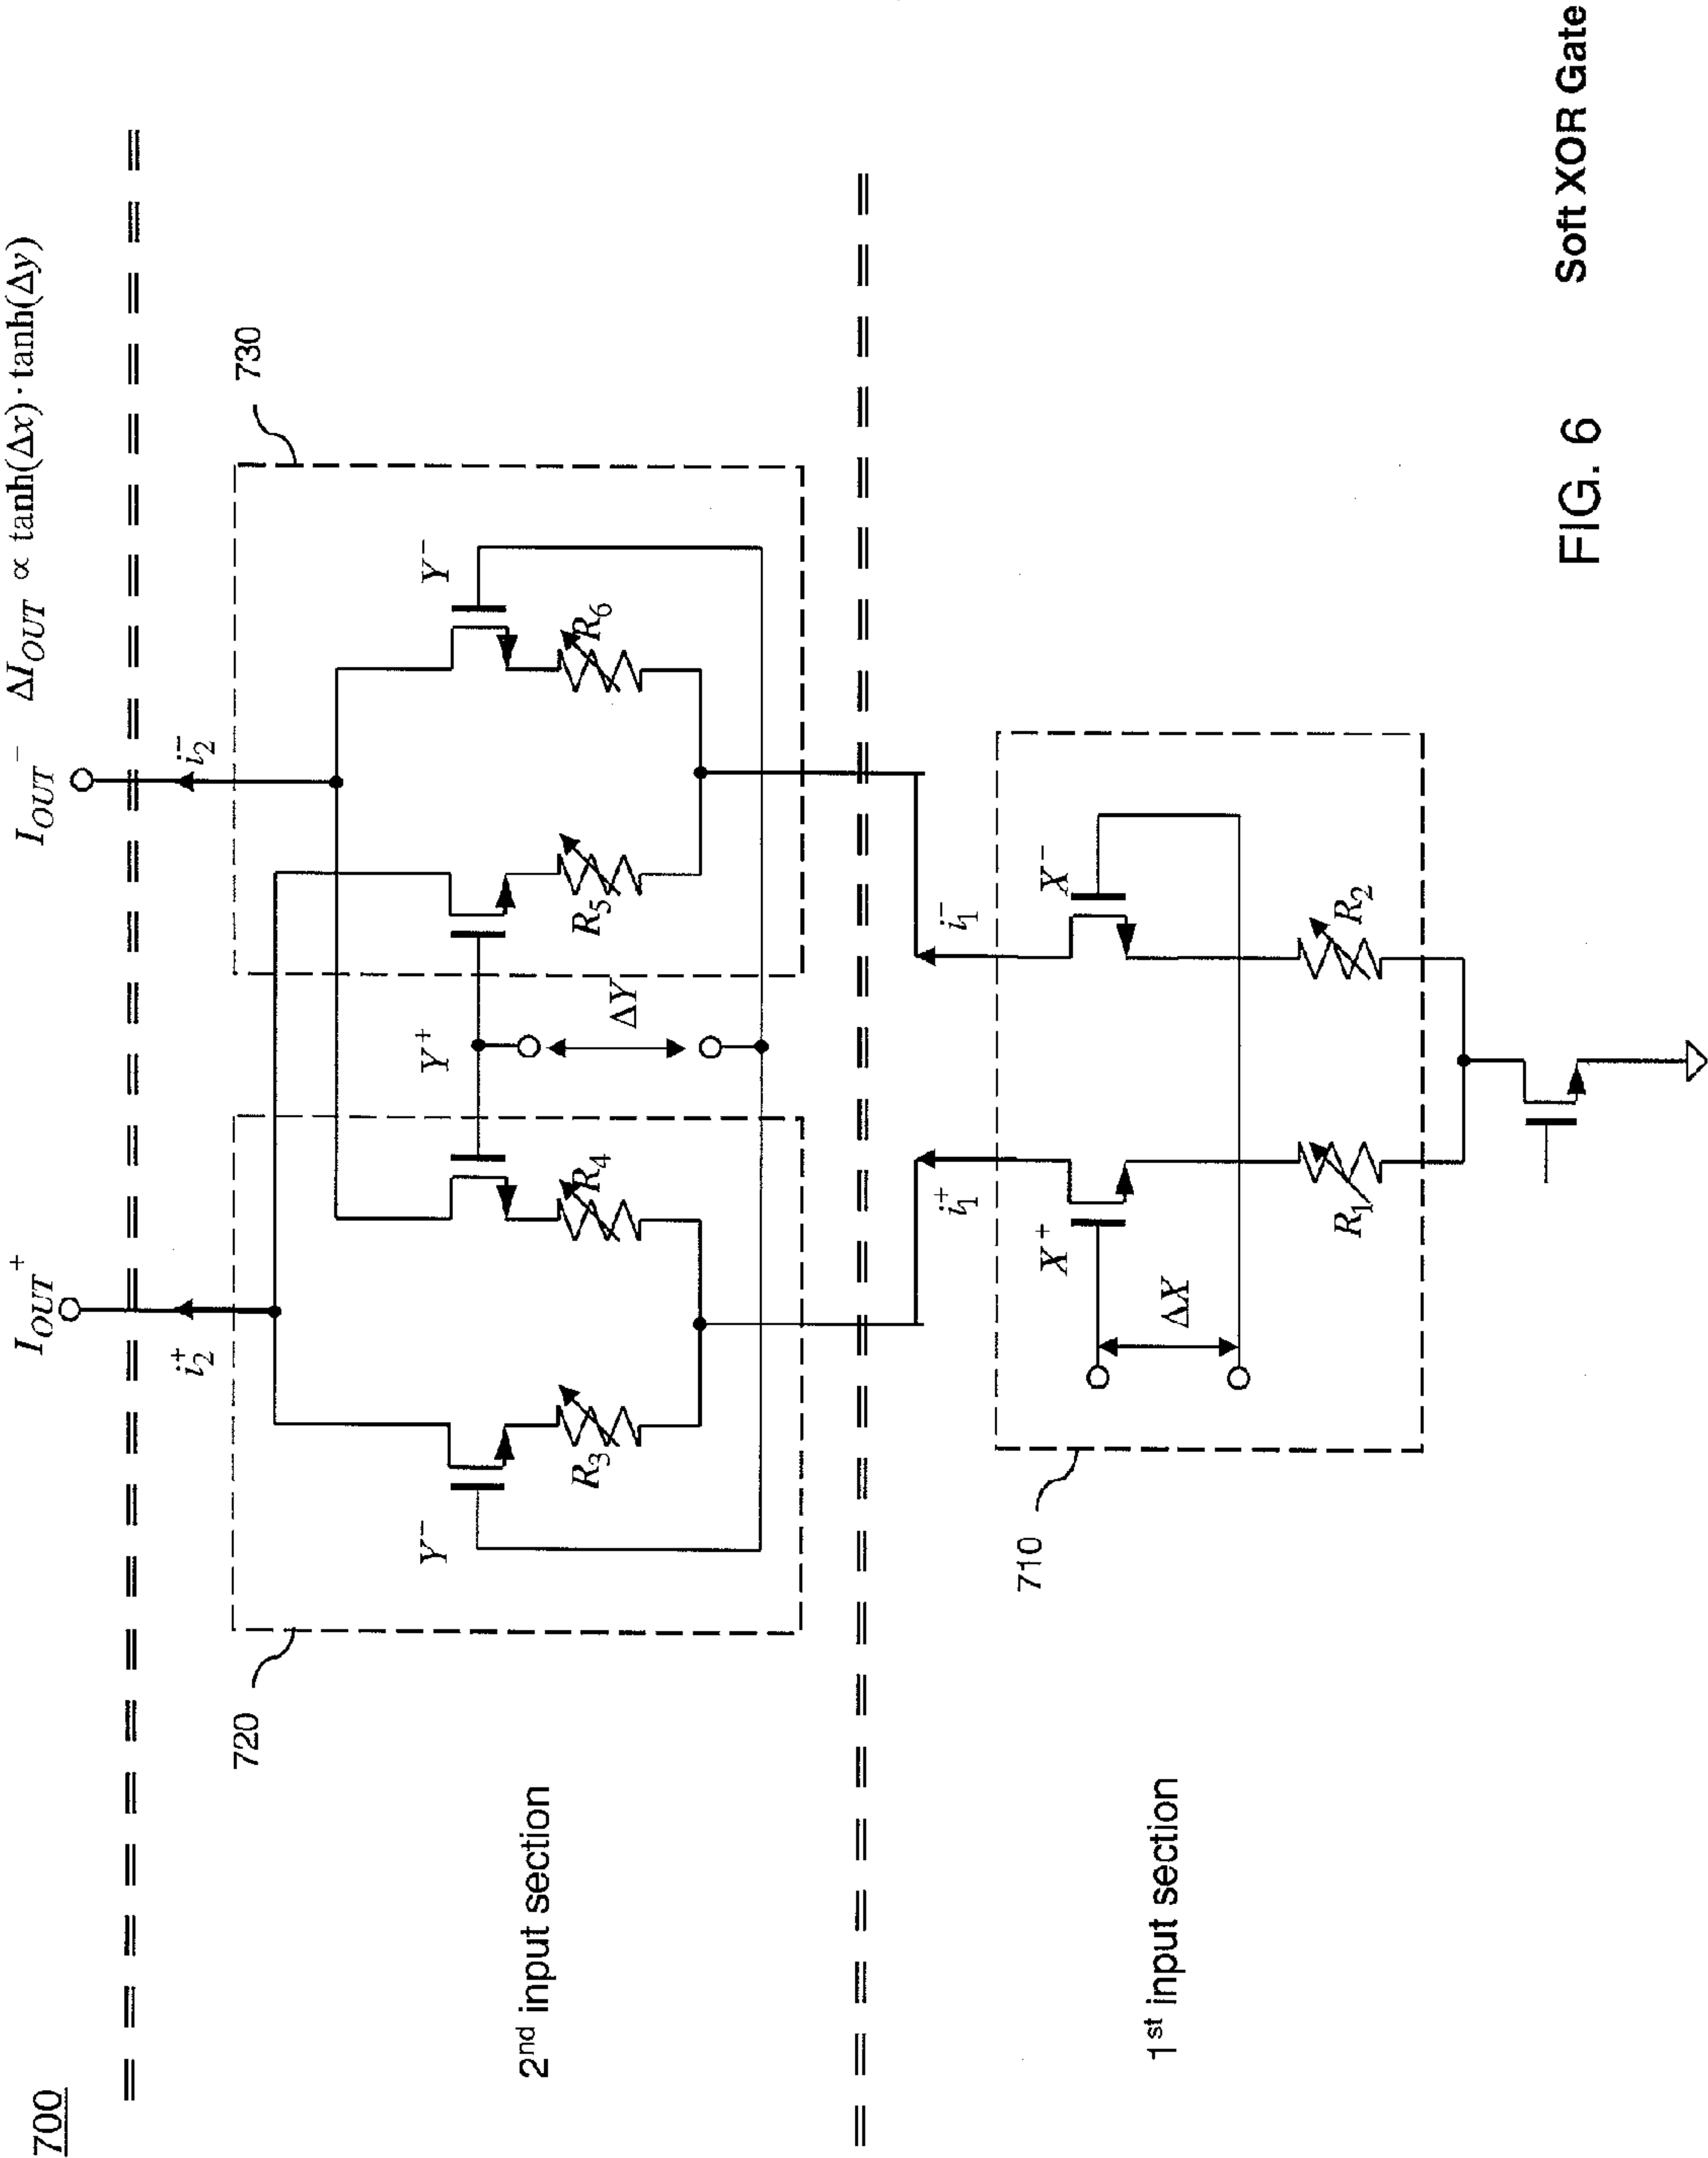 700
I_OUT^+
I_OUT^-
ΔI_OUT ∝ tanh(Δx) · tanh(Δy)
i_2^+
i_2^-
720
730
Y^-
Y^+
Y^-
R_3
R_4
ΔY
R_5
R_6
2nd input section
i_1^+
i_1^-
710
X^+
X^-
ΔX
R_1
R_2
1st input section
FIG. 6
Soft XOR Gate